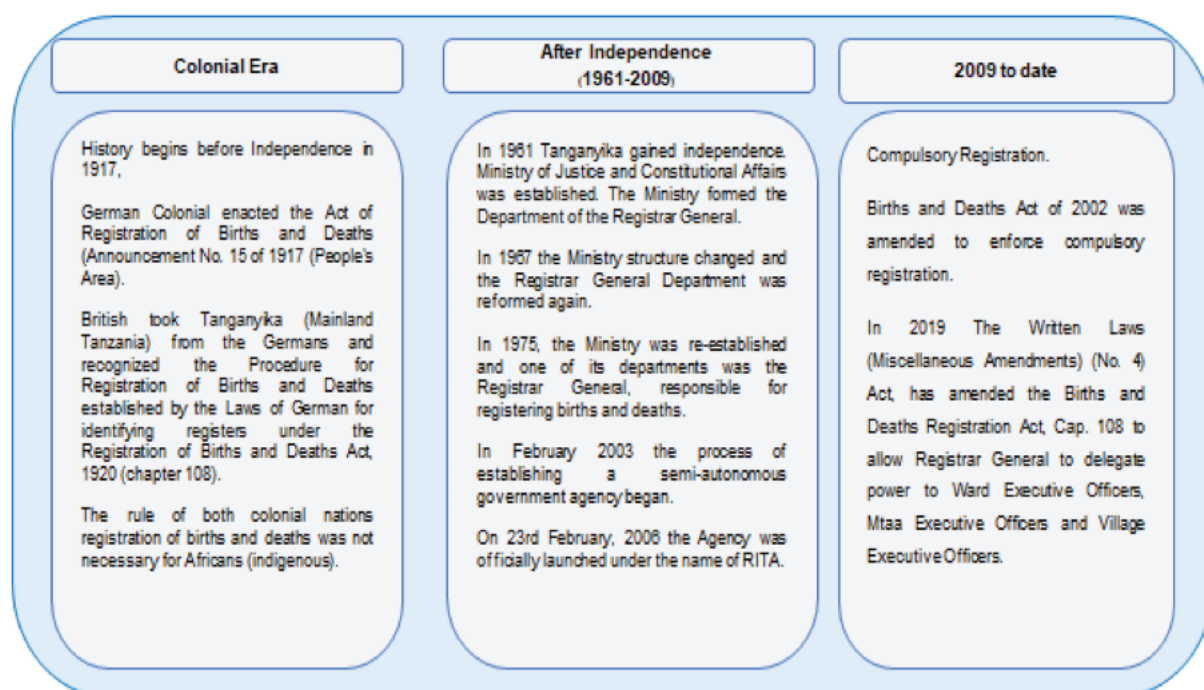 Colonial Era
History begins before Independence in
1917,
German Colonial enacted the Act of
Registration of Births and Deaths
(Announcement No. 15 of 1917 (People's
Area).
British took Tanganyika (Mainland
Tanzania) from the Germans and
recognized the Procedure for
Registration of Births and Deaths
established by the Laws of German for
identifying registers under the
Registration of Births and Deaths Act,
1920 (chapter 108).
The rule of both colonial nations
registration of births and deaths was not
necessary for Africans (indigenous).
After Independence
(1961-2009)
In 1961 Tanganyika gained independence.
Ministry of Justice and Constitutional Affairs
was established. The Ministry formed the
Department of the Registrar General.
In 1967 the Ministry structure changed and
the Registrar General Department was
reformed again.
In 1975, the Ministry was re-established
and one of its departments was the
Registrar General, responsible for
registering births and deaths.
In February 2003 the process of
establishing a semi-autonomous
government agency began.
On 23rd February, 2006 the Agency was
officially launched under the name of RITA.
2009 to date
Compulsory Registration.
Births and Deaths Act of 2002 was
amended to enforce compulsory
registration.
In 2019 The Written Laws
(Miscellaneous Amendments) (No. 4)
Act, has amended the Births and
Deaths Registration Act, Cap. 108 to
allow Registrar General to delegate
power to Ward Executive Officers,
Mtaa Executive Officers and Village
Executive Officers.